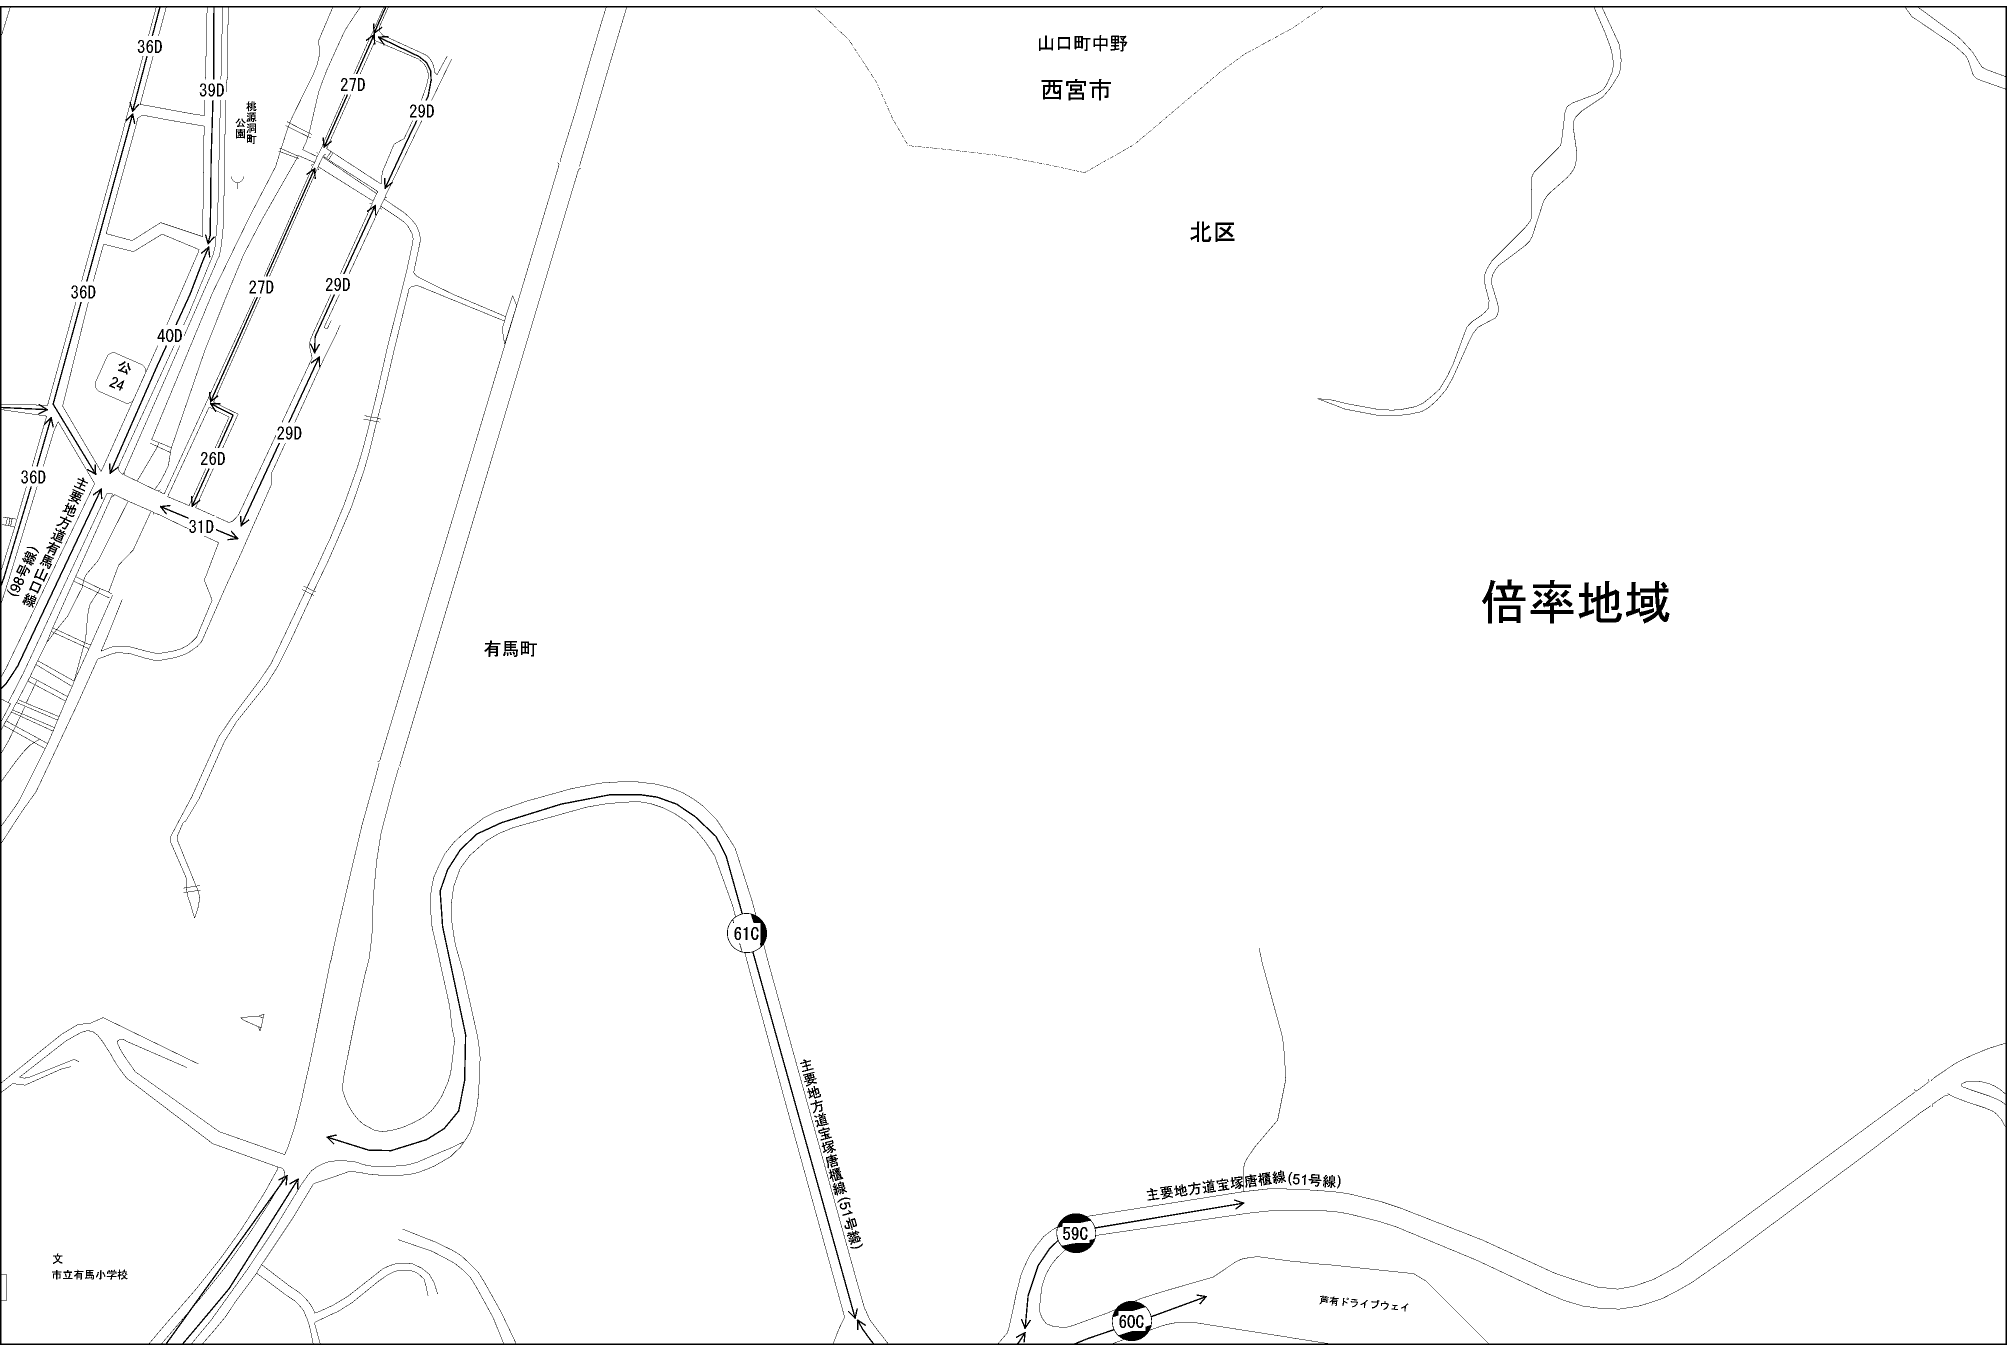 36D
39D
27D
29D
桃源洞町
公園
山口町中野
西宮市
北区
36D
27D
29D
40D
公
24
29D
26D
36D
31D
主要地方道有馬山口線
(98号線)
倍率地域
有馬町
61C
主要地方道宝塚唐櫃線(51号線)
主要地方道宝塚唐櫃線(51号線)
59C
60C
芦有ドライブウェイ
文
市立有馬小学校